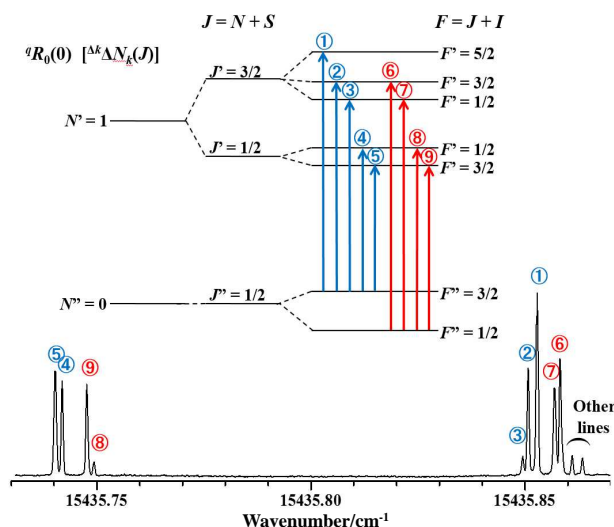 J = N + S
F = J + I
qR0(0) [ΔkΔNk(J)]
①
F' = 5/2
J' = 3/2
②
⑥
F' = 3/2
③
⑦
F' = 1/2
N' = 1
④
⑧
F' = 1/2
J' = 1/2
⑤
⑨
F' = 3/2
①
F" = 3/2
N" = 0
J" = 1/2
F" = 1/2
⑤
④
⑨
⑧
②
⑥
⑦
③
Other
lines
15435.75
15435.80
15435.85
Wavenumber/cm-1